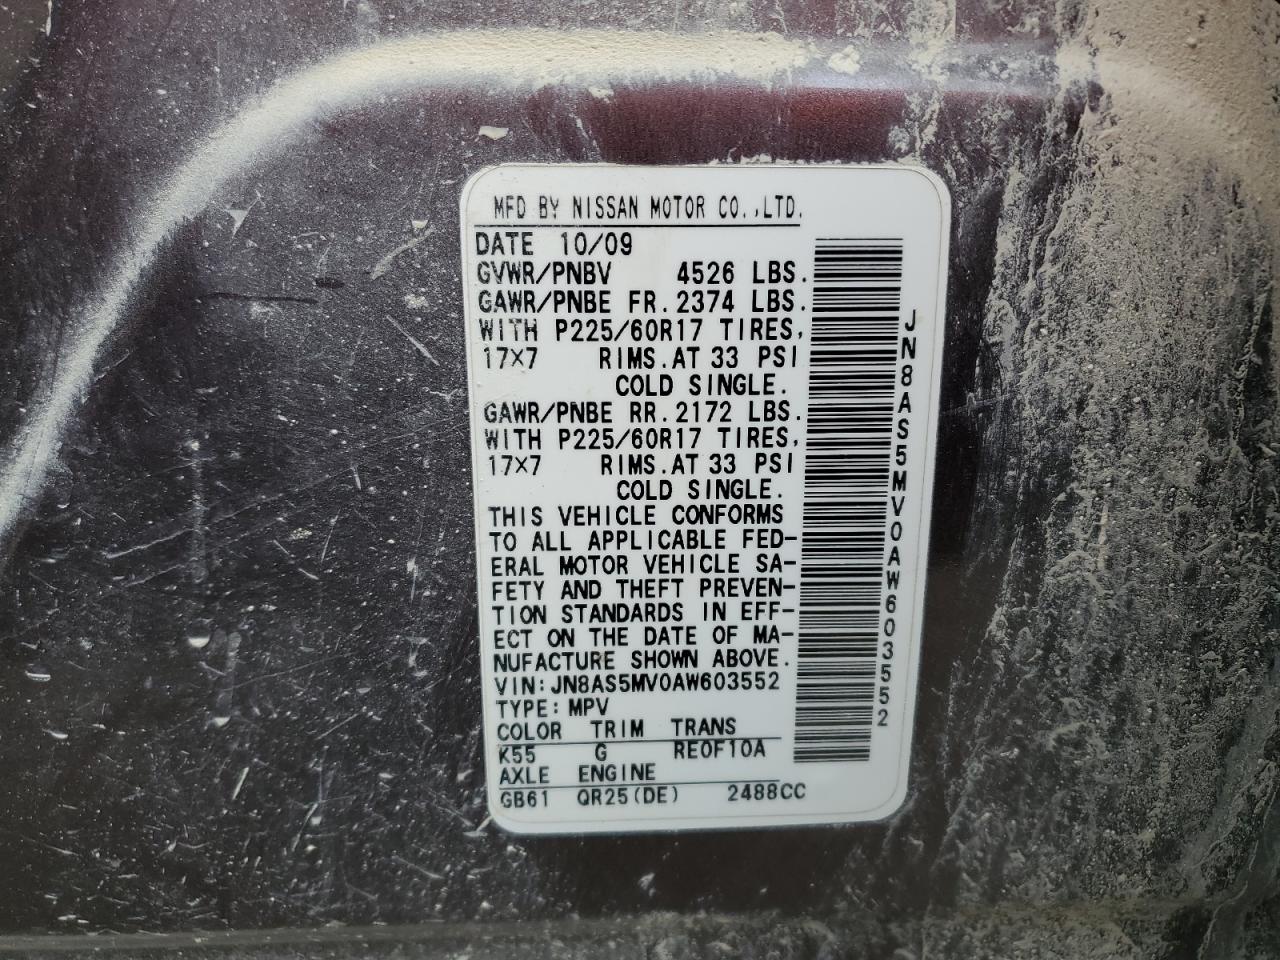 MFD BY NISSAN MOTOR CO.,LTD.
DATE 10/09
GVWR/PNBV 4526 LBS.
GAWR/PNBE FR.2374 LBS.
WITH P225/60R17 TIRES,
17×7 RIMS.AT 33 PSI
COLD SINGLE.
GAWR/PNBE RR.2172 LBS.
WITH P225/60R17 TIRES,
17×7 RIMS.AT 33 PSI
COLD SINGLE.
THIS VEHICLE CONFORMS
TO ALL APPLICABLE FED-
ERAL MOTOR VEHICLE SA-
FETY AND THEFT PREVEN-
TION STANDARDS IN EFF-
ECT ON THE DATE OF MA-
NUFACTURE SHOWN ABOVE.
VIN:JN8AS5MV0AW603552
TYPE:MPV
COLOR TRIM TRANS
K55 G RE0F10A
AXLE ENGINE
GB61 QR25(DE) 2488CC
JN8AS5MV0AW603552